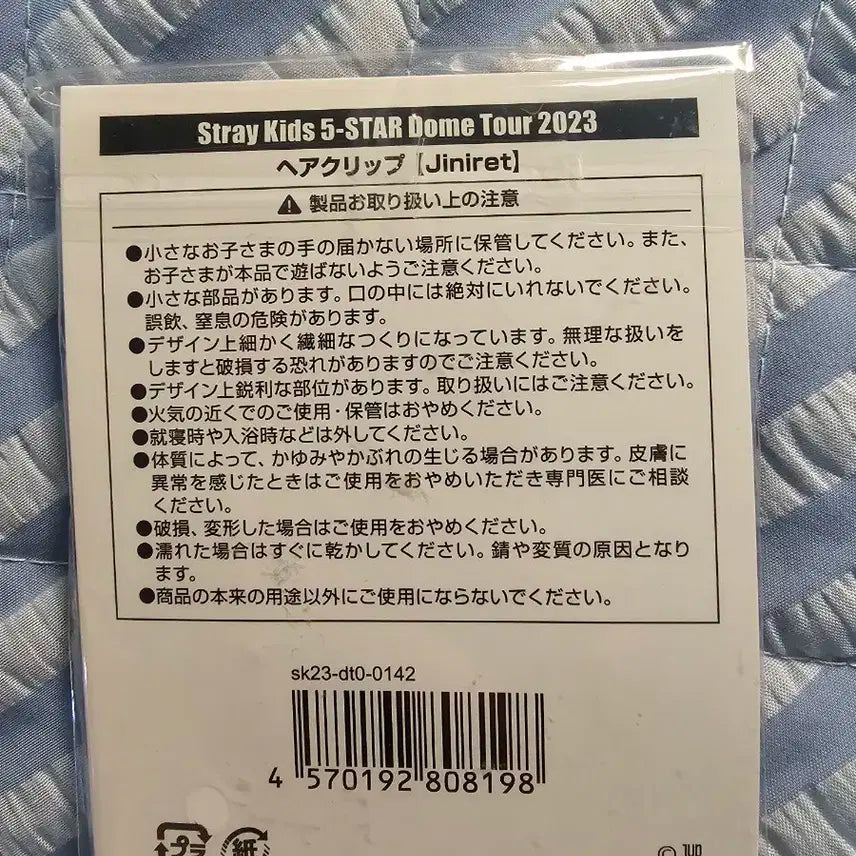 Stray Kids 5-STAR Dome Tour 2023
ヘアクリップ【Jiniret】
製品お取り扱い上の注意
●小さなお子さまの手の届かない場所に保管してください。また、
お子さまが本品で遊ばないようご注意ください。
●小さな部品があります。口の中には絶対にいれないでください。
誤飲、窒息の危険があります。
●デザイン上細かく繊細なつくりになっています。無理な扱いを
しますと破損する恐れがありますのでご注意ください。
●デザイン上鋭利な部位があります。取り扱いにはご注意ください。
●火気の近くでのご使用・保管はおやめください。
●就寝時や入浴時などは外してください。
●体質によって、かゆみやかぶれの生じる場合があります。皮膚に
異常を感じたときはご使用をおやめいただき専門医にご相談
ください。
●破損、変形した場合はご使用をおやめください。
●濡れた場合はすぐに乾かしてください。錆や変質の原因となり
ます。
●商品の本来の用途以外にご使用にならないでください。
sk23-dt0-0142
4 570192 808198
プラ 紙
© JYP